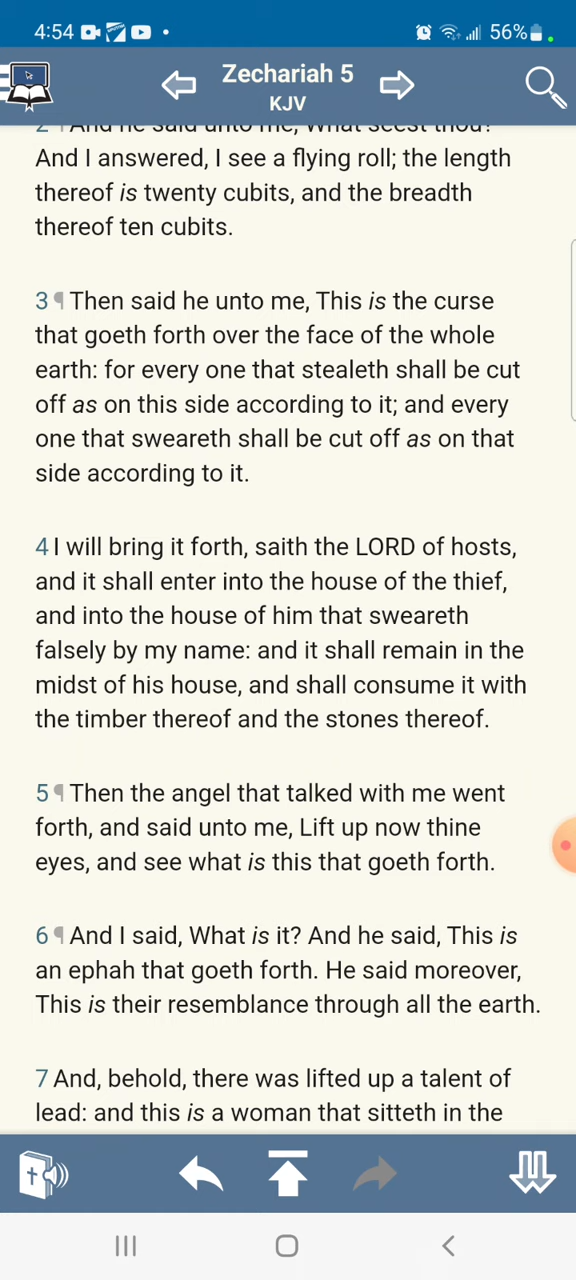 4:54
56%
Zechariah 5
KJV
2 ¶ And he said unto me, What seest thou?
And I answered, I see a flying roll; the length
thereof is twenty cubits, and the breadth
thereof ten cubits.
3 ¶ Then said he unto me, This is the curse
that goeth forth over the face of the whole
earth: for every one that stealeth shall be cut
off as on this side according to it; and every
one that sweareth shall be cut off as on that
side according to it.
4 I will bring it forth, saith the LORD of hosts,
and it shall enter into the house of the thief,
and into the house of him that sweareth
falsely by my name: and it shall remain in the
midst of his house, and shall consume it with
the timber thereof and the stones thereof.
5 ¶ Then the angel that talked with me went
forth, and said unto me, Lift up now thine
eyes, and see what is this that goeth forth.
6 ¶ And I said, What is it? And he said, This is
an ephah that goeth forth. He said moreover,
This is their resemblance through all the earth.
7 And, behold, there was lifted up a talent of
lead: and this is a woman that sitteth in the